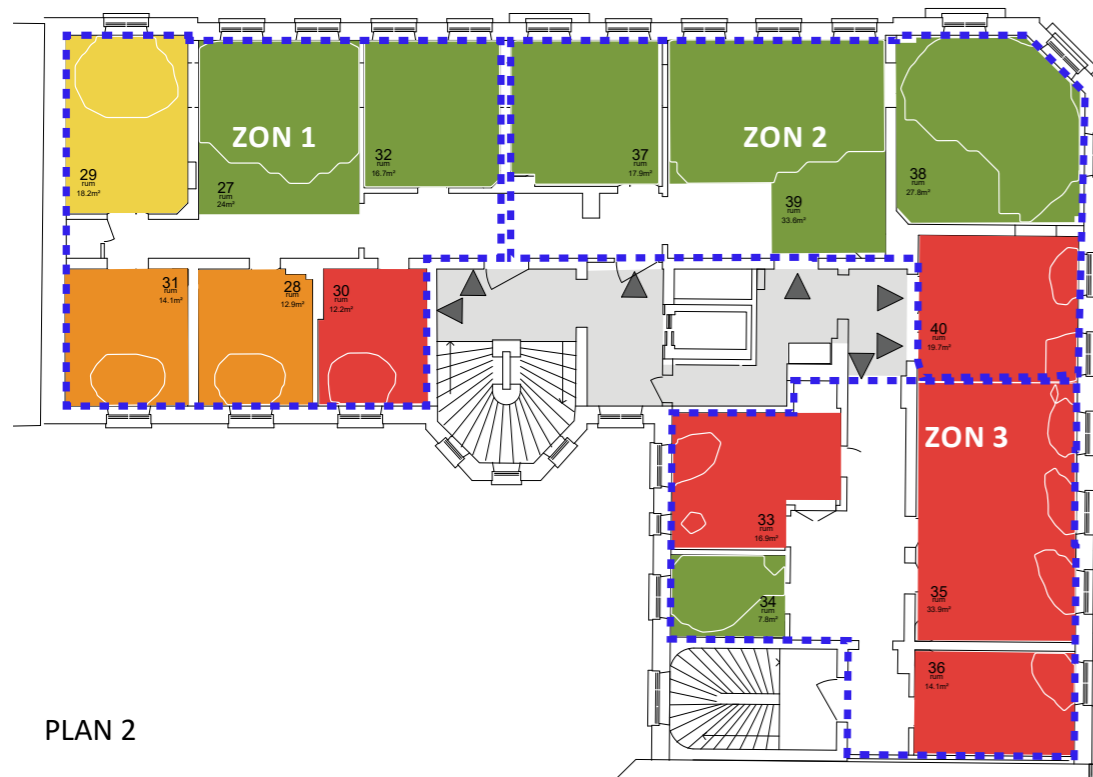 ZON 1
ZON 2
29
rum
18.2m²
27
rum
24m²
32
rum
16.7m²
37
rum
17.9m²
39
rum
33.6m²
38
rum
27.8m²
31
rum
14.1m²
28
rum
12.9m²
30
rum
12.2m²
40
rum
19.7m²
ZON 3
33
rum
16.9m²
34
rum
7.8m²
35
rum
33.9m²
36
rum
14.1m²
PLAN 2